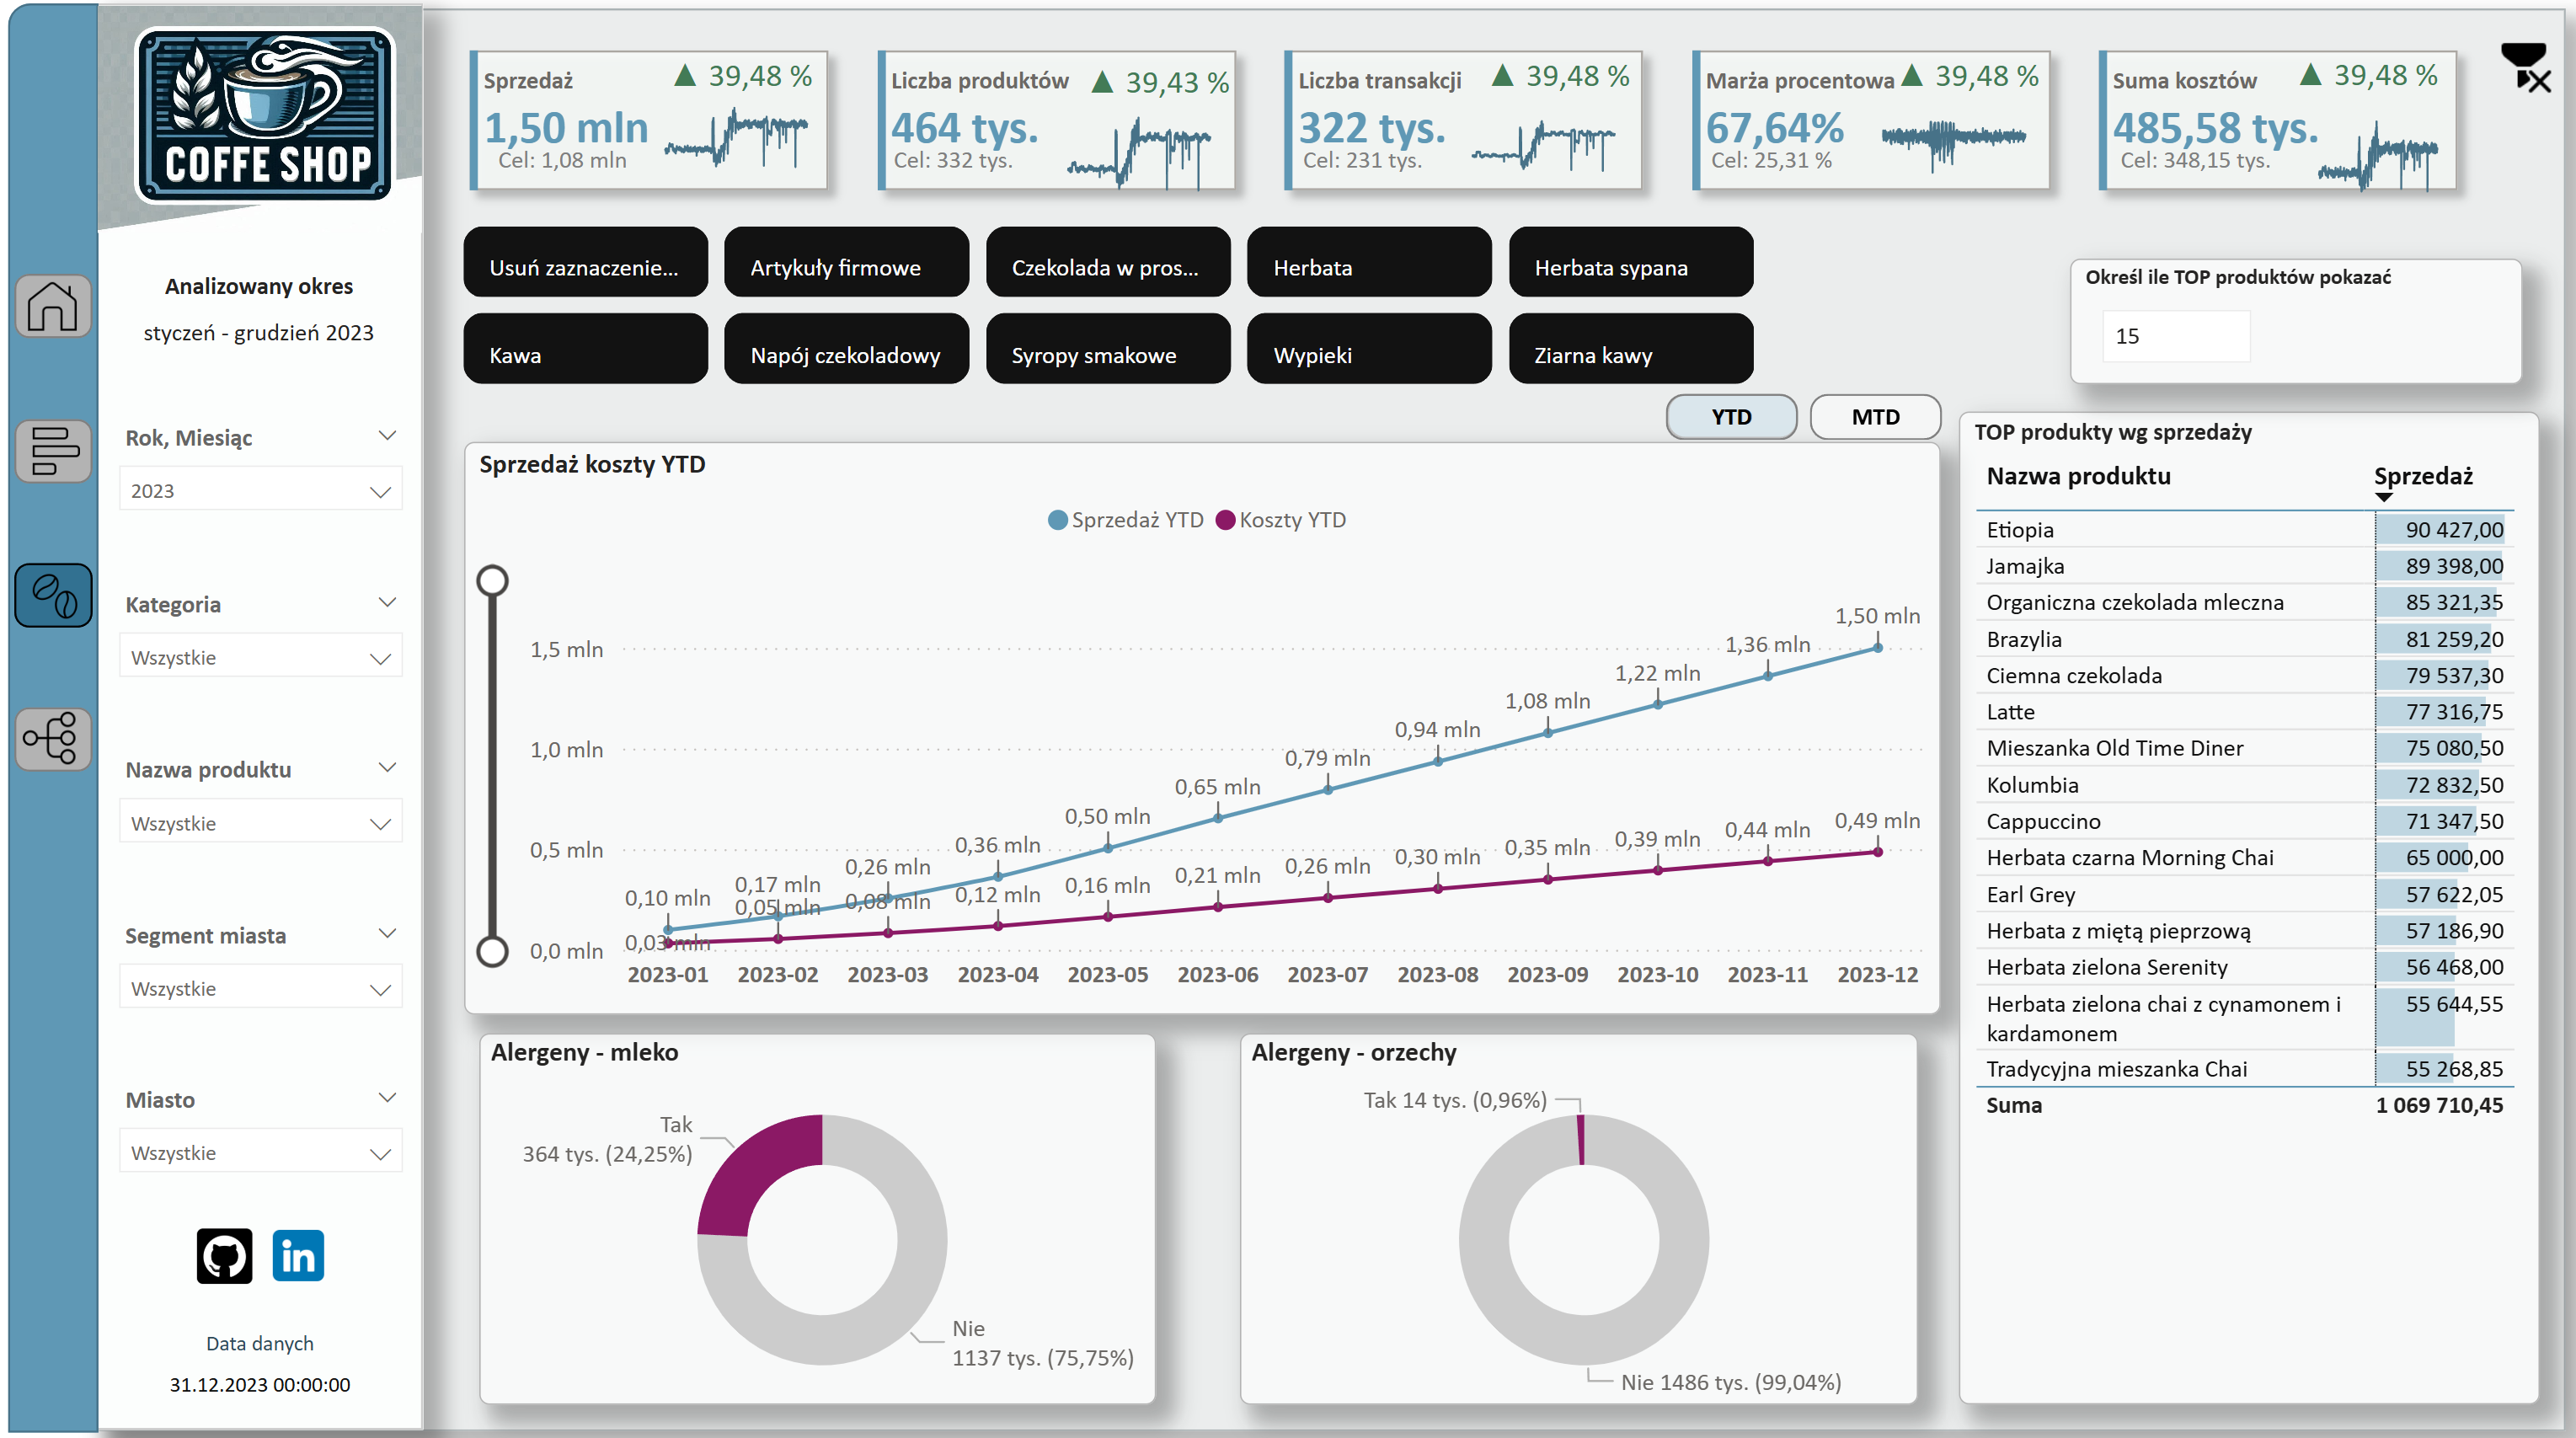 COFFE SHOP
Analizowany okres
styczeń - grudzień 2023
Rok, Miesiąc
2023
Kategoria
Wszystkie
Nazwa produktu
Wszystkie
Segment miasta
Wszystkie
Miasto
Wszystkie
in
Data danych
31.12.2023 00:00:00
Sprzedaż ▲ 39,48 %
1,50 mln
Cel: 1,08 mln
Liczba produktów ▲ 39,43 %
464 tys.
Cel: 332 tys.
Liczba transakcji ▲ 39,48 %
322 tys.
Cel: 231 tys.
Marża procentowa ▲ 39,48 %
67,64%
Cel: 25,31 %
Suma kosztów ▲ 39,48 %
485,58 tys.
Cel: 348,15 tys.
Usuń zaznaczenie... Artykuły firmowe Czekolada w pros... Herbata Herbata sypana
Kawa Napój czekoladowy Syropy smakowe Wypieki Ziarna kawy
Określ ile TOP produktów pokazać
15
YTD MTD
Sprzedaż koszty YTD
Sprzedaż YTD Koszty YTD
1,5 mln
1,0 mln
0,5 mln
0,0 mln
0,10 mln 0,17 mln 0,26 mln 0,36 mln 0,50 mln 0,65 mln 0,79 mln 0,94 mln 1,08 mln 1,22 mln 1,36 mln 1,50 mln
0,03 mln 0,05 mln 0,08 mln 0,12 mln 0,16 mln 0,21 mln 0,26 mln 0,30 mln 0,35 mln 0,39 mln 0,44 mln 0,49 mln
2023-01 2023-02 2023-03 2023-04 2023-05 2023-06 2023-07 2023-08 2023-09 2023-10 2023-11 2023-12
Alergeny - mleko
Tak
364 tys. (24,25%)
Nie
1137 tys. (75,75%)
Alergeny - orzechy
Tak 14 tys. (0,96%)
Nie 1486 tys. (99,04%)
TOP produkty wg sprzedaży
Nazwa produktu Sprzedaż
Etiopia 90 427,00
Jamajka 89 398,00
Organiczna czekolada mleczna 85 321,35
Brazylia 81 259,20
Ciemna czekolada 79 537,30
Latte 77 316,75
Mieszanka Old Time Diner 75 080,50
Kolumbia 72 832,50
Cappuccino 71 347,50
Herbata czarna Morning Chai 65 000,00
Earl Grey 57 622,05
Herbata z miętą pieprzową 57 186,90
Herbata zielona Serenity 56 468,00
Herbata zielona chai z cynamonem i 55 644,55
kardamonem
Tradycyjna mieszanka Chai 55 268,85
Suma 1 069 710,45